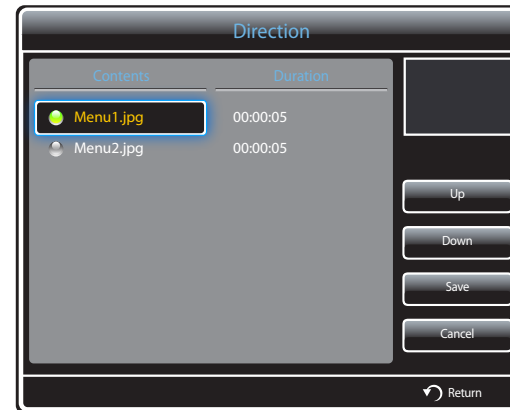 Direction
Contents Duration
Menu1.jpg 00:00:05
Menu2.jpg 00:00:05
Up
Down
Save
Cancel
Return